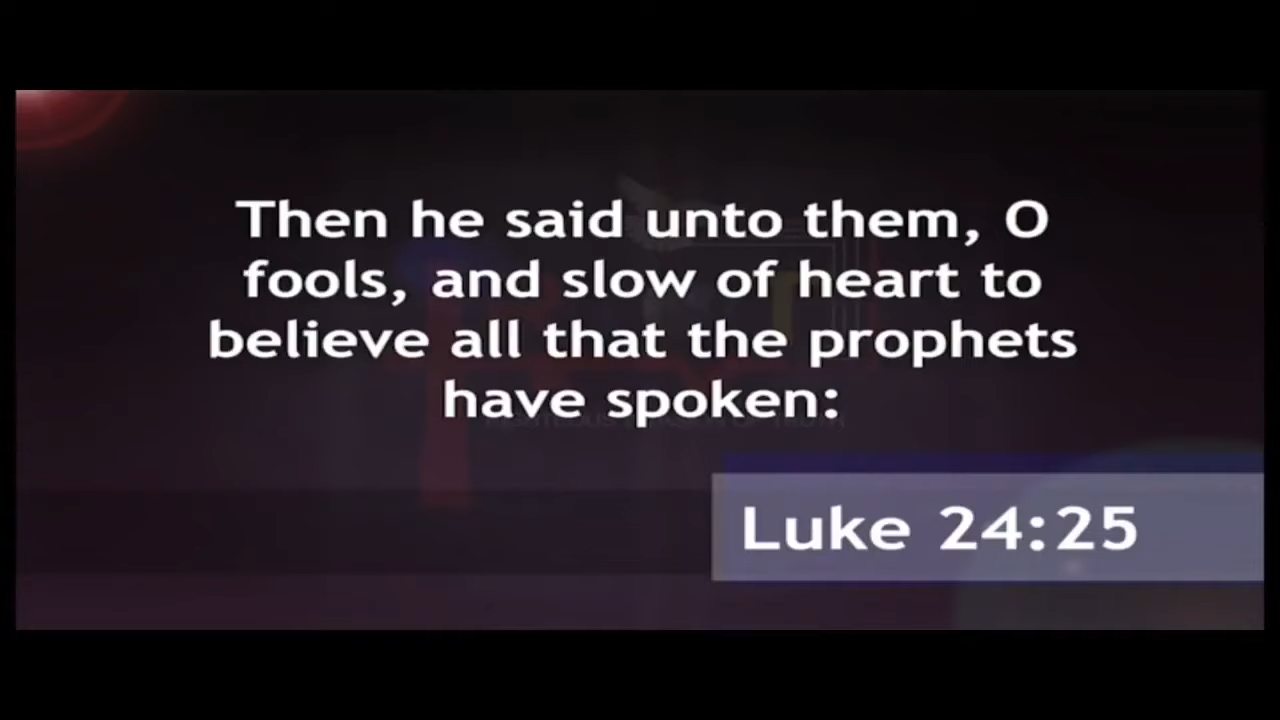 Then he said unto them, O
fools, and slow of heart to
believe all that the prophets
have spoken:
Luke 24:25